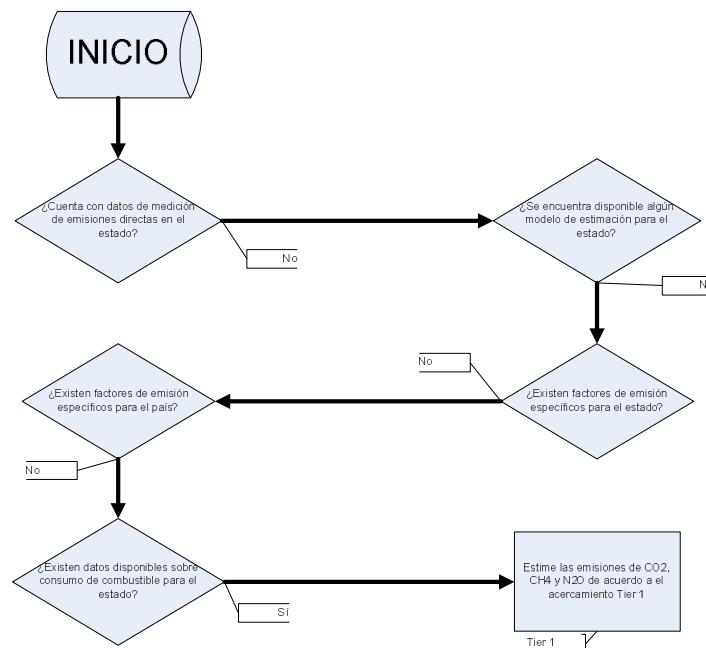 INICIO
¿Cuenta con datos de medición
de emisiones directas en el
estado?
No
¿Se encuentra disponible algún
modelo de estimación para el
estado?
N
¿Existen factores de emisión
específicos para el estado?
No
¿Existen factores de emisión
específicos para el país?
No
¿Existen datos disponibles sobre
consumo de combustible para el
estado?
Sí
Estime las emisiones de CO2,
CH4 y N2O de acuerdo a el
acercamiento Tier 1
Tier 1